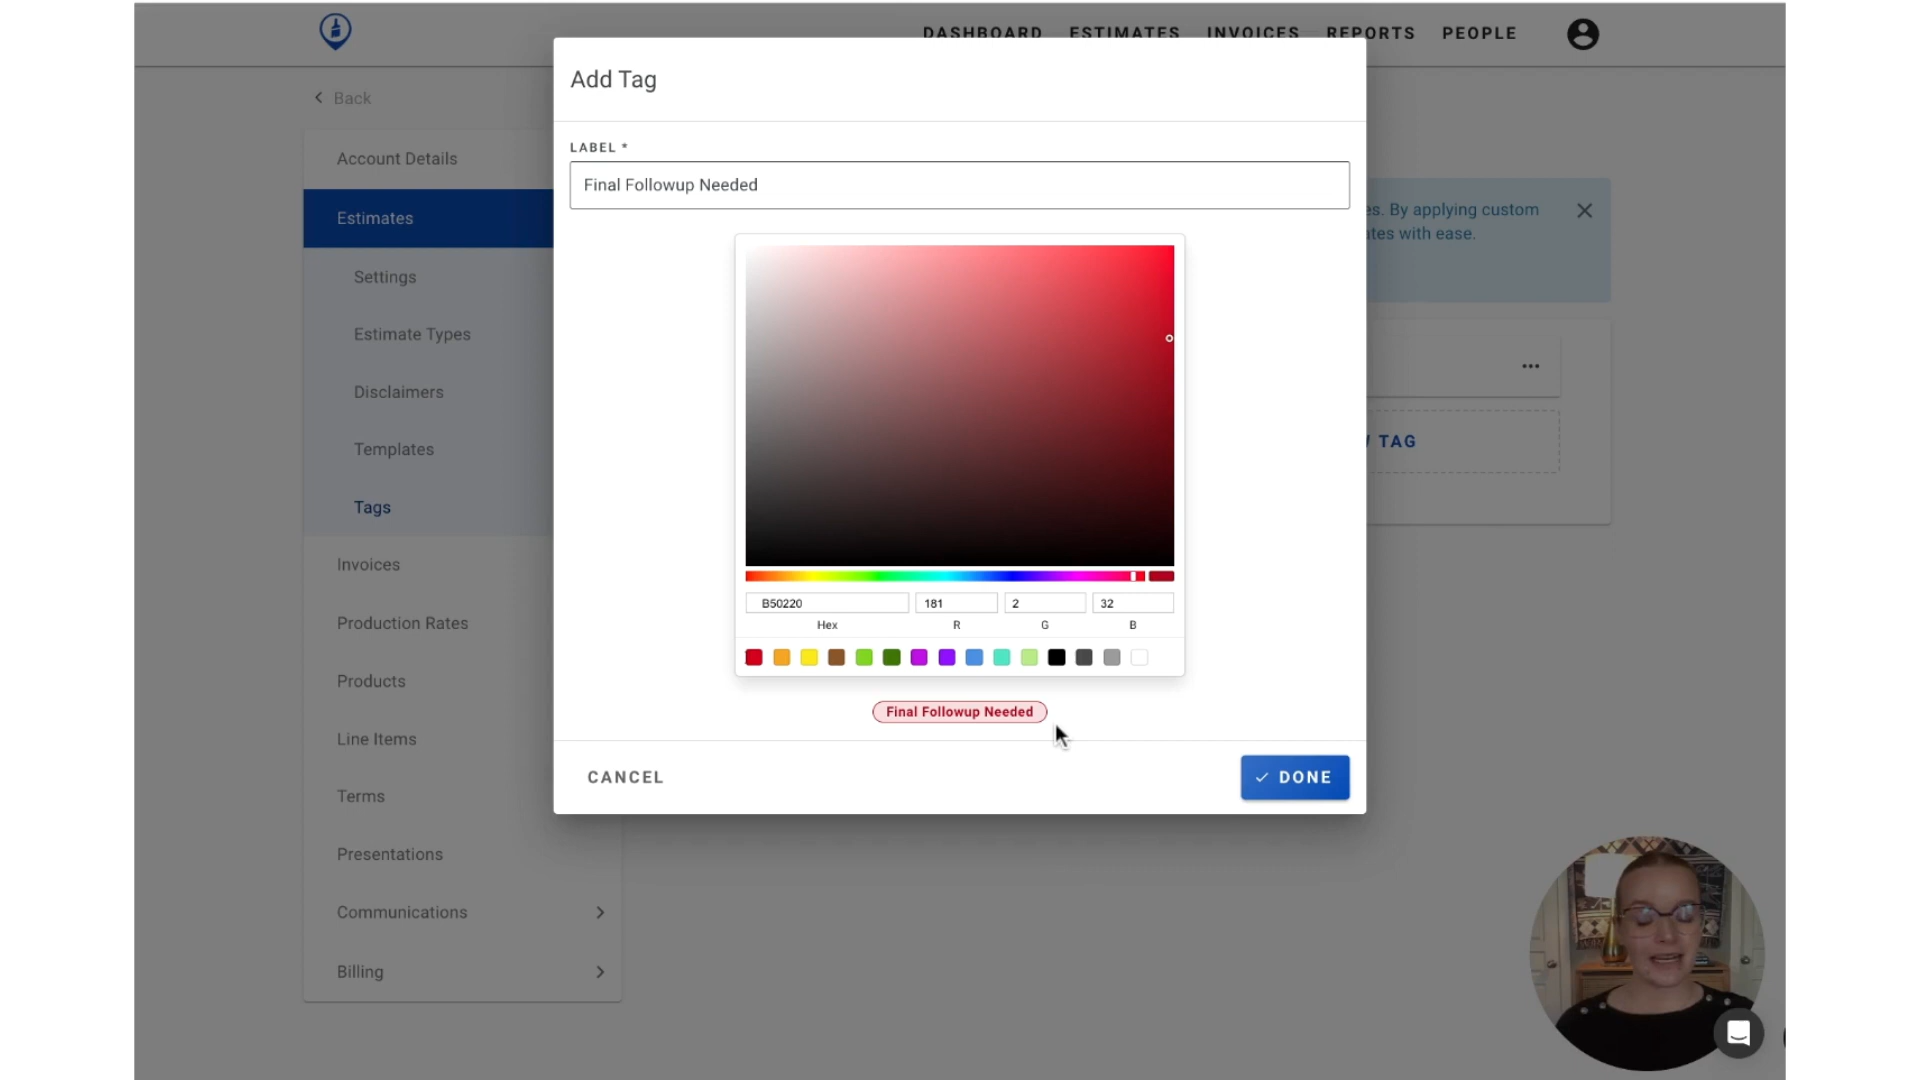 DASHBOARD ESTIMATES INVOICES REPORTS PEOPLE
Add Tag
Back
LABEL *
Account Details
Final Followup Needed
Estimates
es. By applying custom
ates with ease.
Settings
Estimate Types
Disclaimers
TAG
Templates
Tags
Invoices
B50220 181 2 32
Hex R G B
Production Rates
Products
Final Followup Needed
Line Items
CANCEL
DONE
Terms
Presentations
Communications
Billing